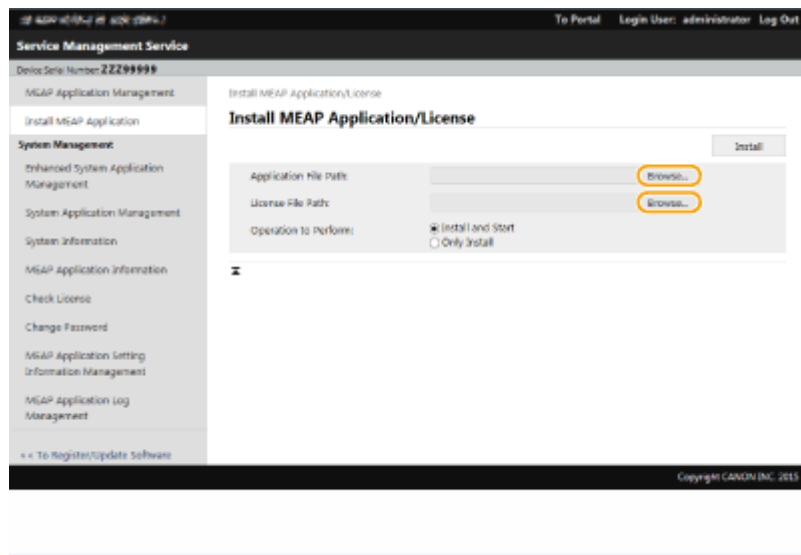 To Portal Login User: administrator Log Out
Service Management Service
Device Serial Number: ZZZ99999
MEAP Application Management
Install MEAP Application
System Management
Enhanced System Application
Management
System Application Management
System Information
MEAP Application Information
Check License
Change Password
MEAP Application Setting
Information Management
MEAP Application Log
Management
<< To Register/Update Software
Install MEAP Application/License
Install MEAP Application/License
Install
Application File Path:
Browse...
License File Path:
Browse...
Operation to Perform:
Install and Start
Only Install
Copyright CANON INC. 2015